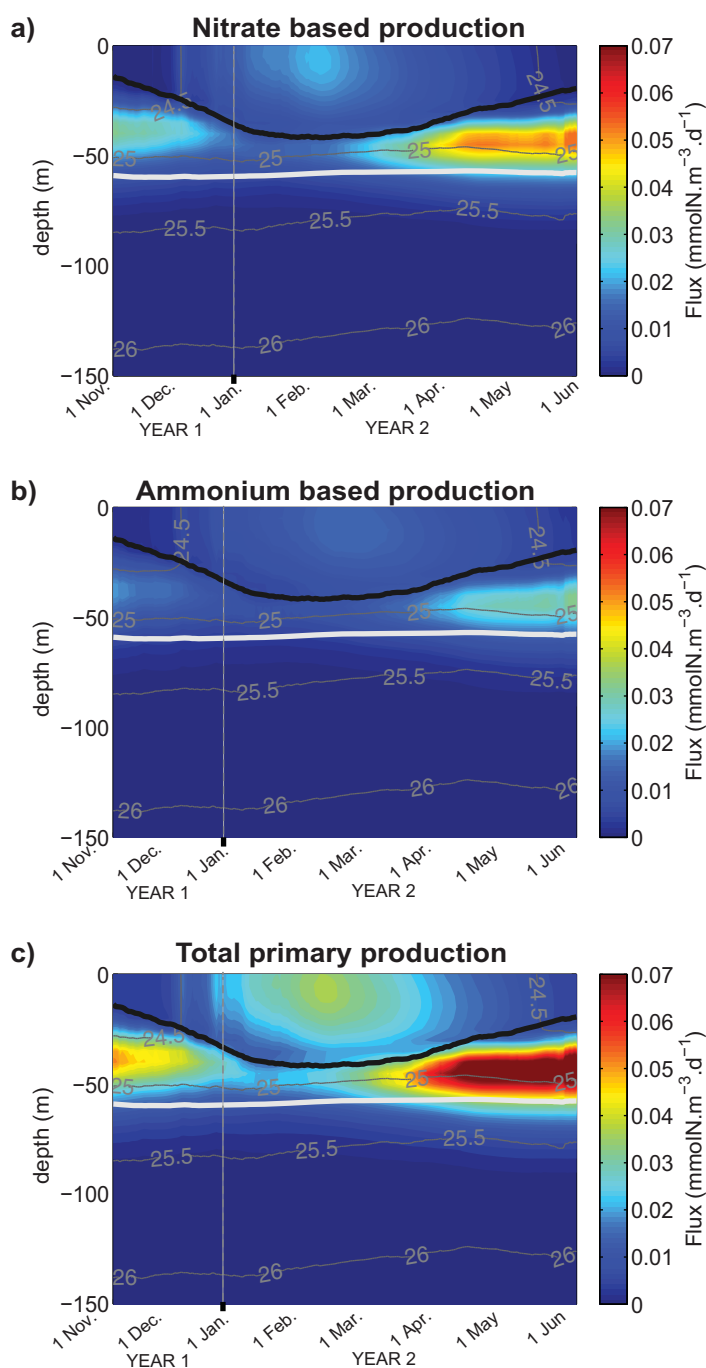 a)
Nitrate based production
0
−50
−100
−150
depth (m)
24.5
24.5
25
25
25
25
25.5
25.5
25.5
26
26
26
26
1 Nov.
1 Dec.
1 Jan.
1 Feb.
1 Mar.
1 Apr.
1 May
1 Jun
YEAR 1
YEAR 2
0.07
0.06
0.05
0.04
0.03
0.02
0.01
0
Flux (mmolN.m−3.d−1)
b)
Ammonium based production
0
−50
−100
−150
depth (m)
24.5
24.5
25
25
25
25
25.5
25.5
25.5
26
26
26
26
1 Nov.
1 Dec.
1 Jan.
1 Feb.
1 Mar.
1 Apr.
1 May
1 Jun
YEAR 1
YEAR 2
0.07
0.06
0.05
0.04
0.03
0.02
0.01
0
Flux (mmolN.m−3.d−1)
c)
Total primary production
0
−50
−100
−150
depth (m)
24.5
24.5
25
25
25
25
25.5
25.5
25.5
26
26
26
26
1 Nov.
1 Dec.
1 Jan.
1 Feb.
1 Mar.
1 Apr.
1 May
1 Jun
YEAR 1
YEAR 2
0.07
0.06
0.05
0.04
0.03
0.02
0.01
0
Flux (mmolN.m−3.d−1)